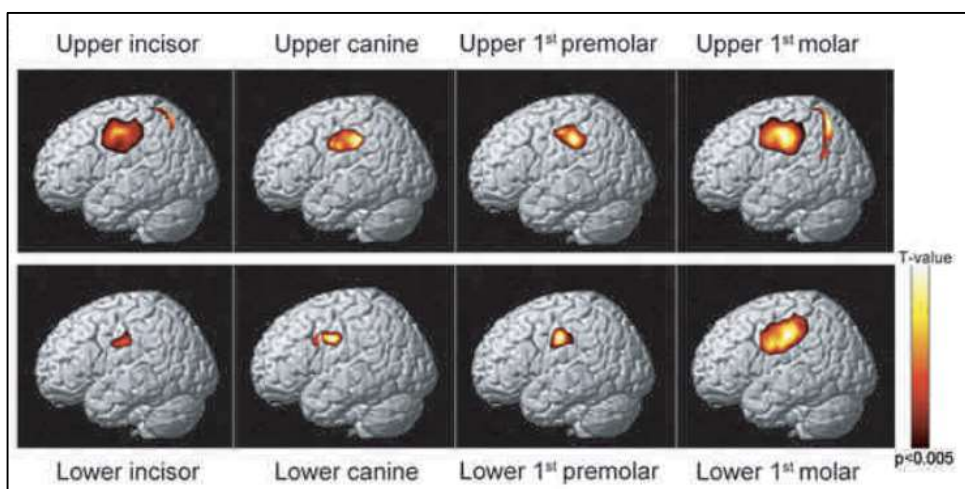 Upper incisor
Upper canine
Upper 1st premolar
Upper 1st molar
T-value
p<0.005
Lower incisor
Lower canine
Lower 1st premolar
Lower 1st molar